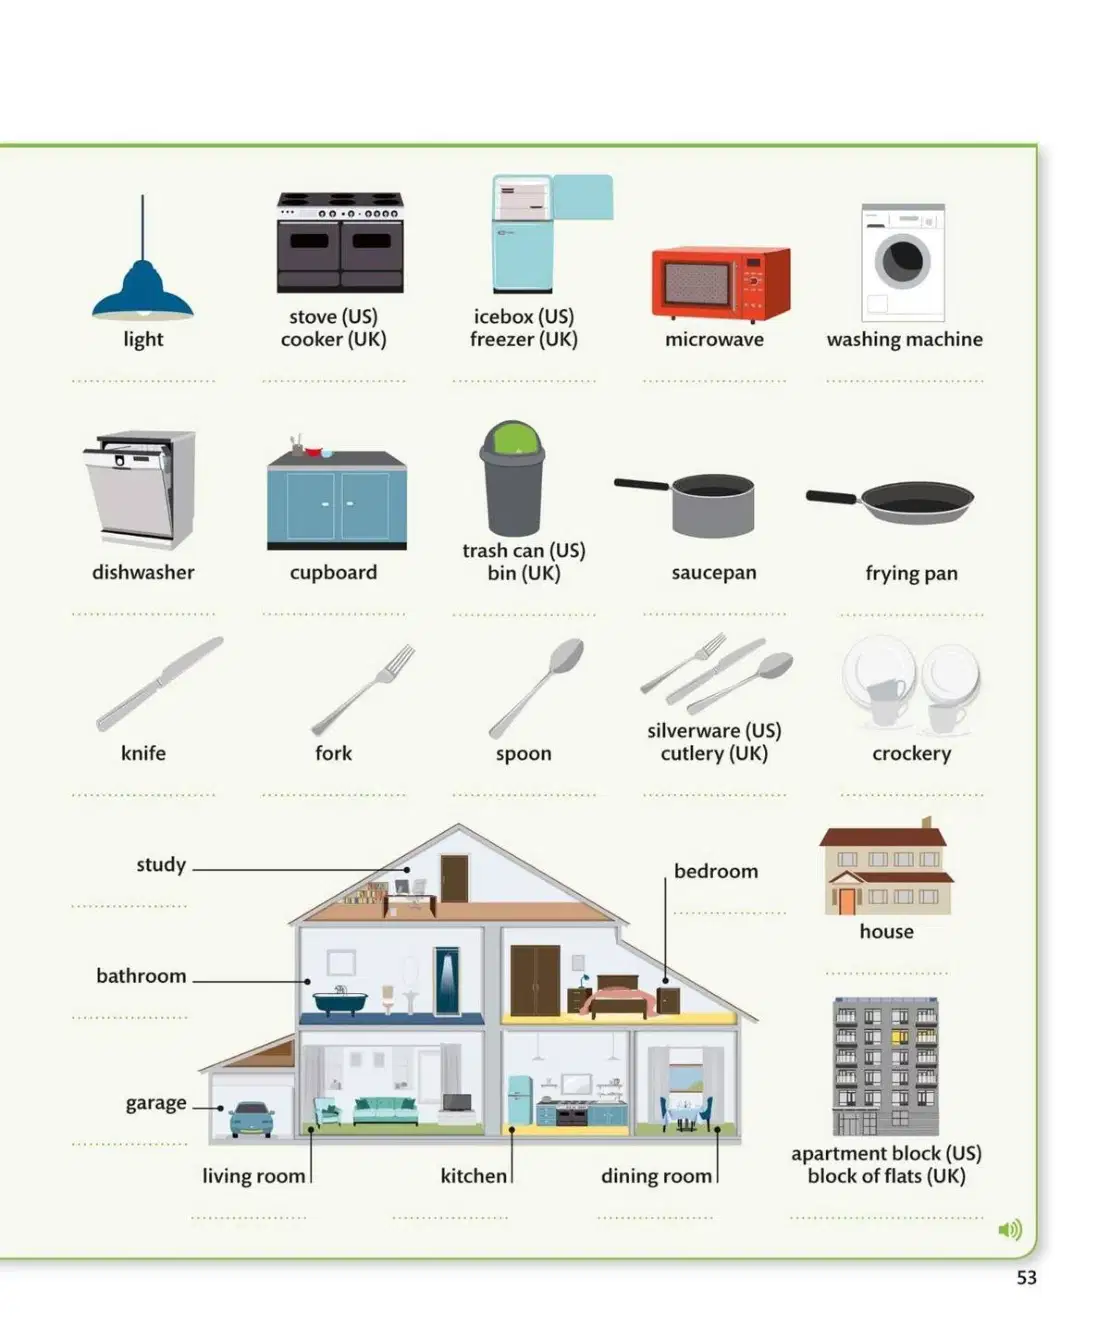 light
stove (US)
cooker (UK)
icebox (US)
freezer (UK)
microwave
washing machine
dishwasher
cupboard
trash can (US)
bin (UK)
saucepan
frying pan
knife
fork
spoon
silverware (US)
cutlery (UK)
crockery
study
bedroom
house
bathroom
garage
living room
kitchen
dining room
apartment block (US)
block of flats (UK)
53